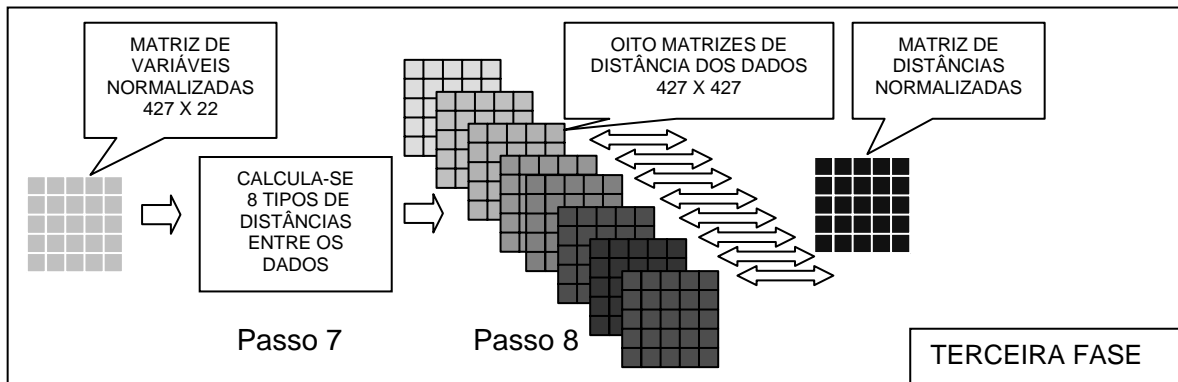 MATRIZ DE
VARIÁVEIS
NORMALIZADAS
427 X 22
OITO MATRIZES DE
DISTÂNCIA DOS DADOS
427 X 427
MATRIZ DE
DISTÂNCIAS
NORMALIZADAS
CALCULA-SE
8 TIPOS DE
DISTÂNCIAS
ENTRE OS
DADOS
Passo 7
Passo 8
TERCEIRA FASE